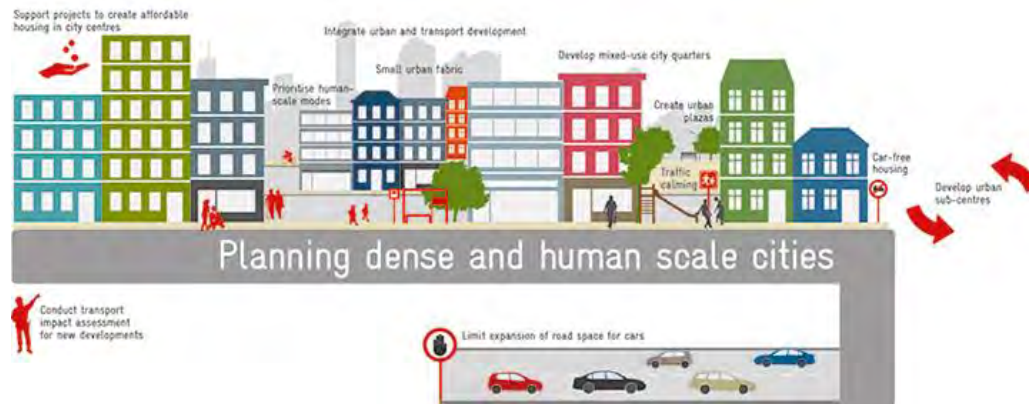 Support projects to create affordable
housing in city centres
Integrate urban and transport development
Small urban fabric
Prioritise human-
scale modes
Develop mixed-use city quarters
Create urban
plazas
Traffic
calming
Car-free
housing
Develop urban
sub-centres
Planning dense and human scale cities
Conduct transport
impact assessment
for new developments
Limit expansion of road space for cars